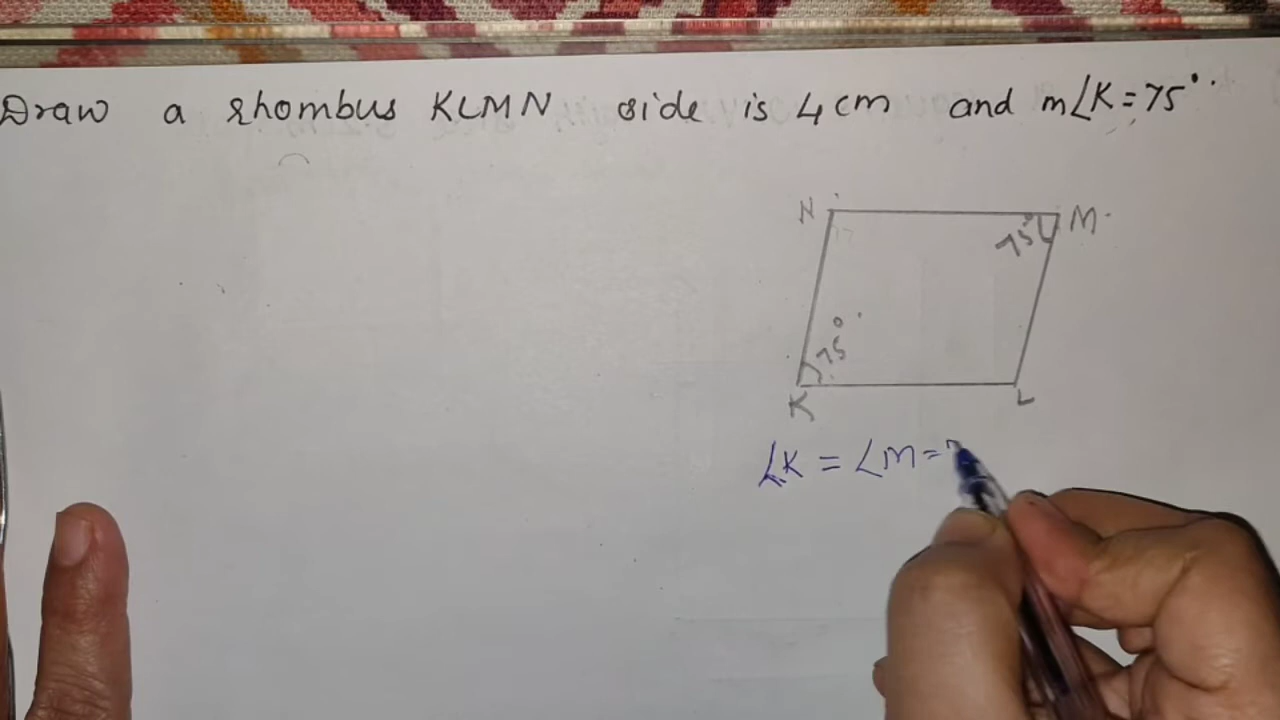 Draw a rhombus KLMN side is 4 cm and m∠K = 75°
N M
75°
75°
K L
∠K = ∠M =